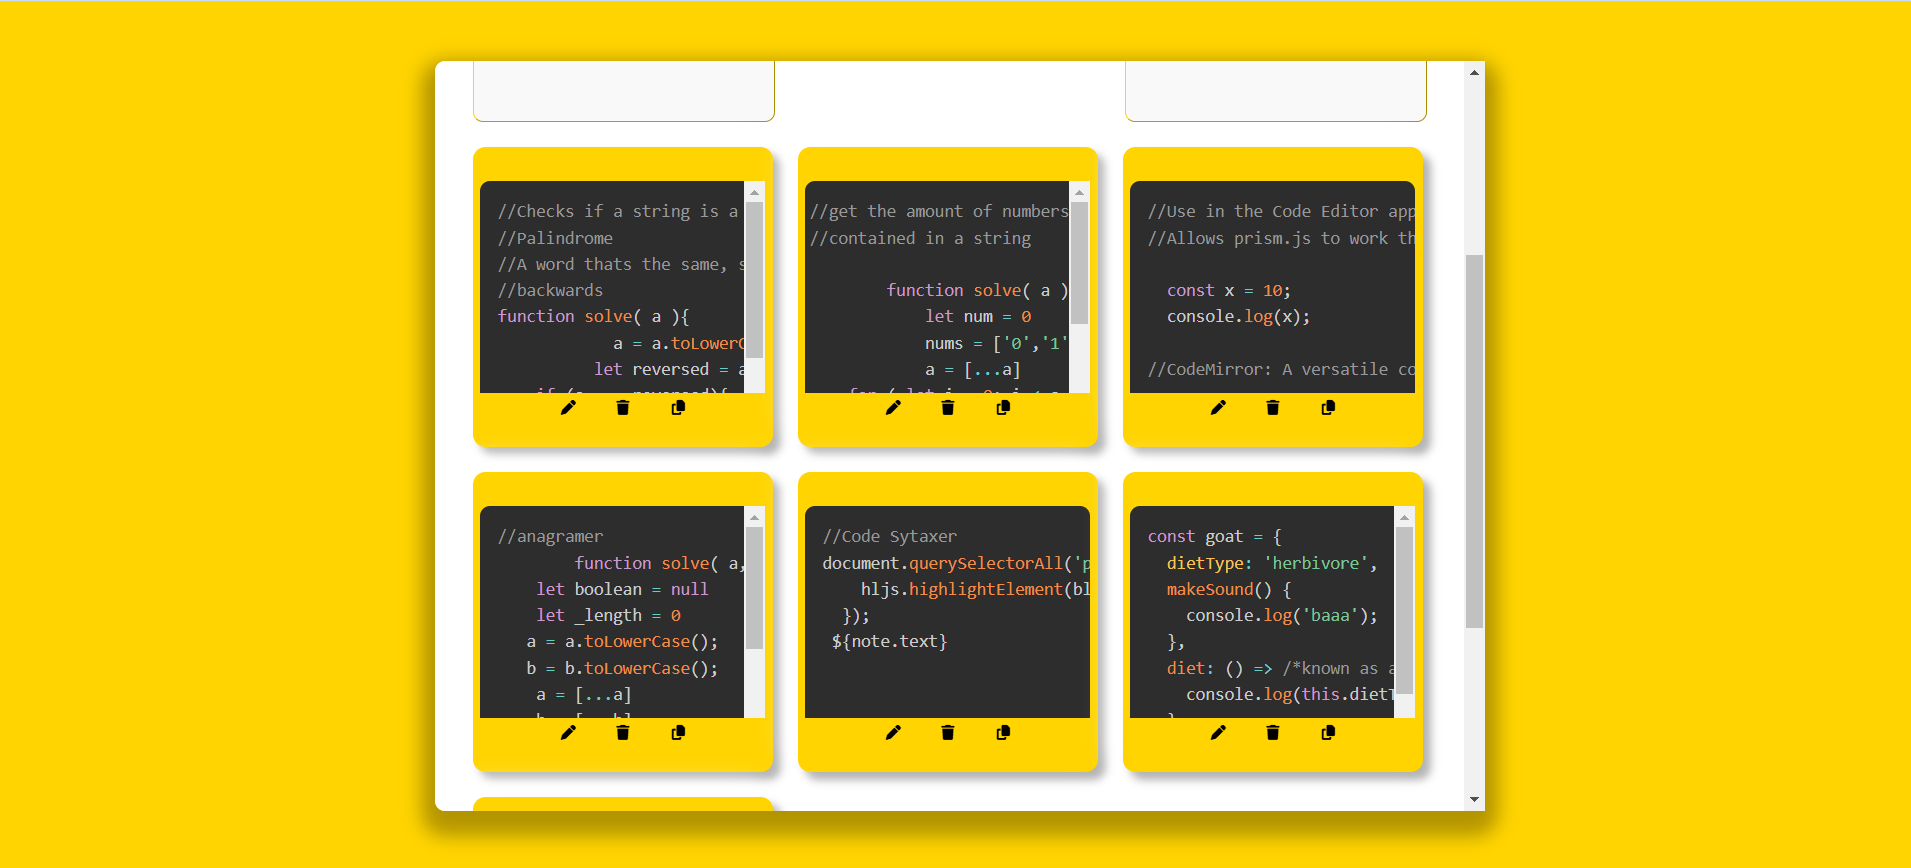 //Checks if a string is a
//Palindrome
//A word thats the same, s
//backwards
function solve( a ){
a = a.toLowerC
let reversed = a
//get the amount of numbers
//contained in a string
function solve( a )
let num = 0
nums = ['0','1'
a = [...a]
//Use in the Code Editor app
//Allows prism.js to work th
const x = 10;
console.log(x);
//CodeMirror: A versatile co
//anagramer
function solve( a,
let boolean = null
let _length = 0
a = a.toLowerCase();
b = b.toLowerCase();
a = [...a]
//Code Sytaxer
document.querySelectorAll('p
hljs.highlightElement(bl
});
${note.text}
const goat = {
dietType: 'herbivore',
makeSound() {
console.log('baaa');
},
diet: () => /*known as a
console.log(this.dietT